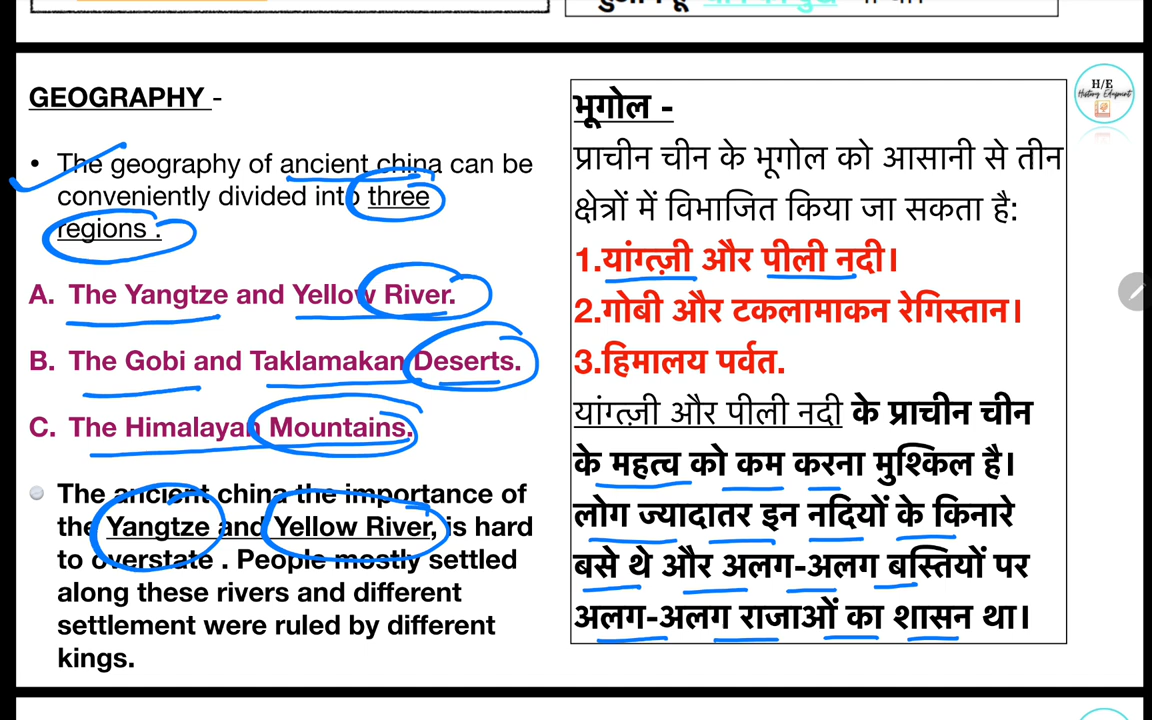 GEOGRAPHY -
• The geography of ancient china can be
conveniently divided into three
regions .
A. The Yangtze and Yellow River.
B. The Gobi and Taklamakan Deserts.
C. The Himalayan Mountains.
The ancient china the importance of
the Yangtze and Yellow River, is hard
to overstate . People mostly settled
along these rivers and different
settlement were ruled by different
kings.
भूगोल -
प्राचीन चीन के भूगोल को आसानी से तीन
क्षेत्रों में विभाजित किया जा सकता है:
1.यांग्त्ज़ी और पीली नदी।
2.गोबी और टकलामाकन रेगिस्तान।
3.हिमालय पर्वत.
यांग्त्ज़ी और पीली नदी के प्राचीन चीन
के महत्व को कम करना मुश्किल है।
लोग ज्यादातर इन नदियों के किनारे
बसे थे और अलग-अलग बस्तियों पर
अलग-अलग राजाओं का शासन था।
H/E
History Edupoint